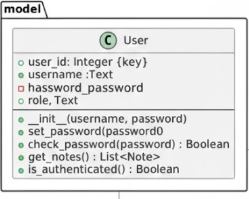 model
C User
user_id: Integer {key}
username :Text
hassword_password
role, Text
__init__(username, password)
set_password(password0
check_password(password) : Boolean
get_notes() : List<Note>
is_authenticated() : Boolean